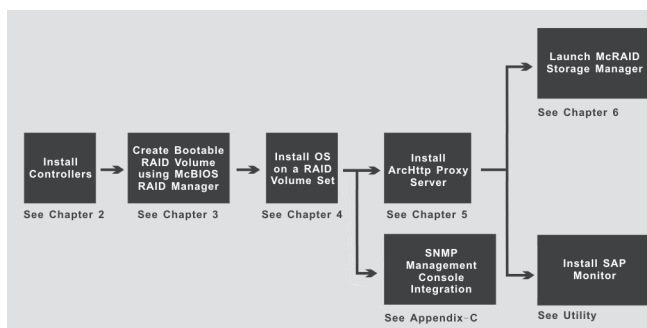 Install
Controllers
See Chapter 2
Create Bootable
RAID Volume
using McBIOS
RAID Manager
See Chapter 3
Install OS
on a RAID
Volume Set
See Chapter 4
Install
ArcHttp Proxy
Server
See Chapter 5
SNMP
Management
Console
Integration
See Appendix-C
Launch McRAID
Storage Manager
See Chapter 6
Install SAP
Monitor
See Utility